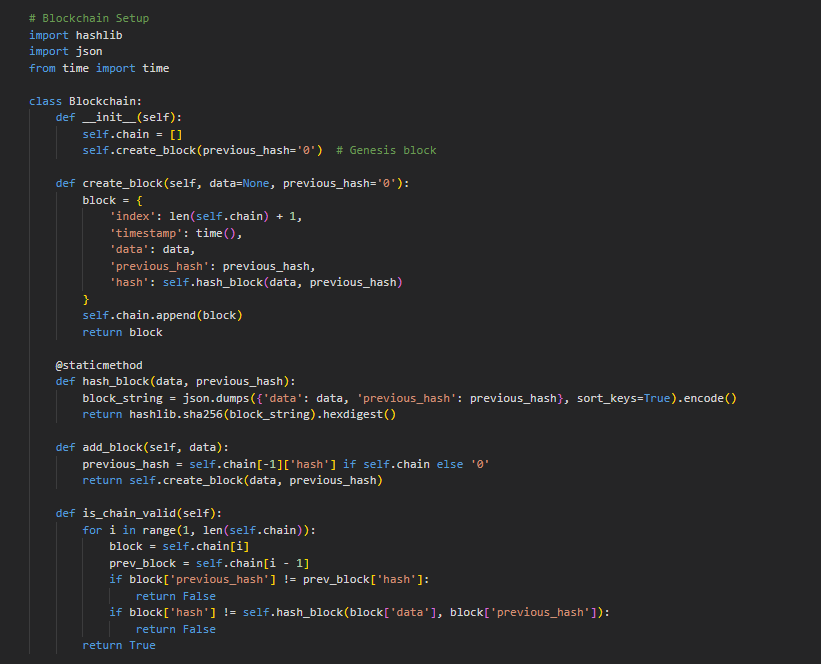 # Blockchain Setup
import hashlib
import json
from time import time
class Blockchain:
def __init__(self):
self.chain = []
self.create_block(previous_hash='0')  # Genesis block
def create_block(self, data=None, previous_hash='0'):
block = {
'index': len(self.chain) + 1,
'timestamp': time(),
'data': data,
'previous_hash': previous_hash,
'hash': self.hash_block(data, previous_hash)
}
self.chain.append(block)
return block
@staticmethod
def hash_block(data, previous_hash):
block_string = json.dumps({'data': data, 'previous_hash': previous_hash}, sort_keys=True).encode()
return hashlib.sha256(block_string).hexdigest()
def add_block(self, data):
previous_hash = self.chain[-1]['hash'] if self.chain else '0'
return self.create_block(data, previous_hash)
def is_chain_valid(self):
for i in range(1, len(self.chain)):
block = self.chain[i]
prev_block = self.chain[i - 1]
if block['previous_hash'] != prev_block['hash']:
return False
if block['hash'] != self.hash_block(block['data'], block['previous_hash']):
return False
return True